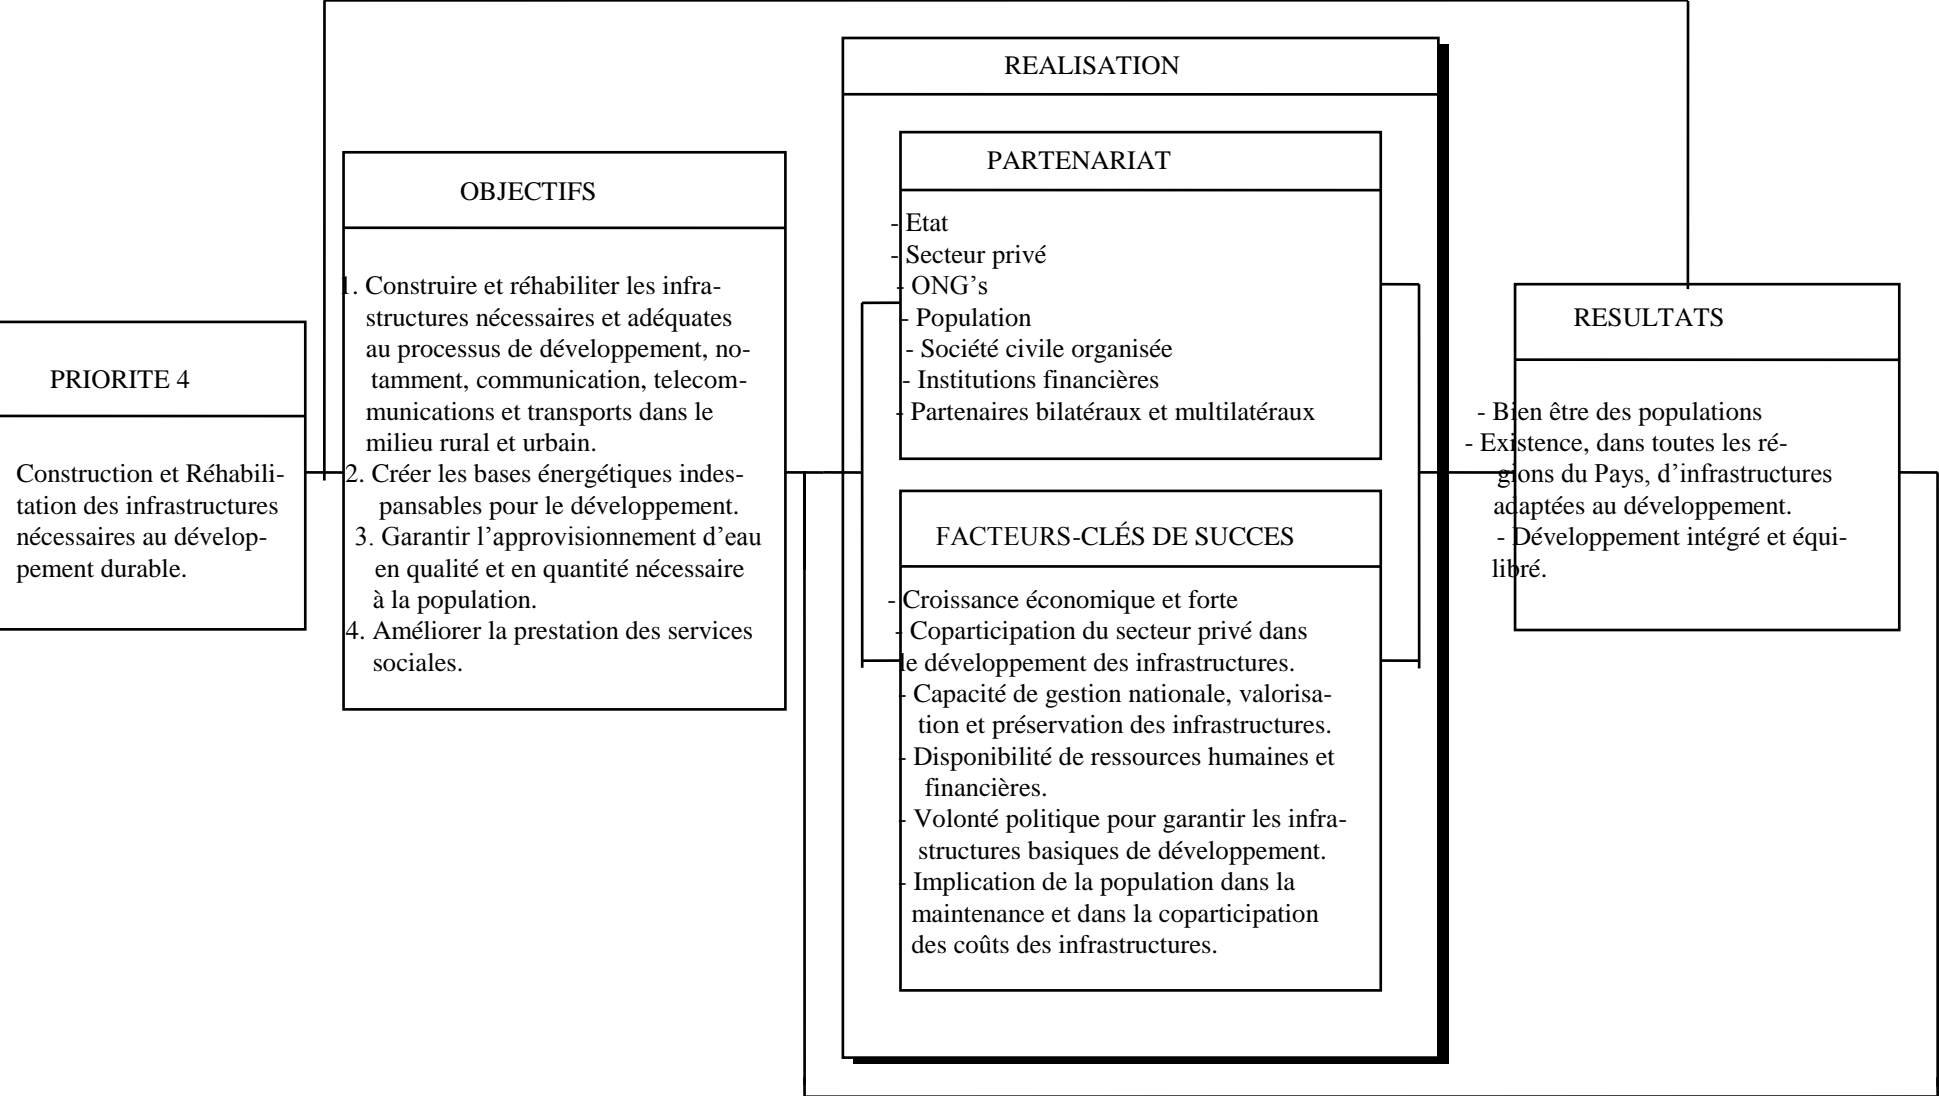 PRIORITE 4
Construction et Réhabili-
tation des infrastructures
nécessaires au dévelop-
pement durable.
OBJECTIFS
1. Construire et réhabiliter les infra-
structures nécessaires et adéquates
au processus de développement, no-
tamment, communication, telecom-
munications et transports dans le
milieu rural et urbain.
2. Créer les bases énergétiques indes-
pansables pour le développement.
3. Garantir l’approvisionnement d’eau
en qualité et en quantité nécessaire
à la population.
4. Améliorer la prestation des services
sociales.
REALISATION
PARTENARIAT
- Etat
- Secteur privé
- ONG’s
- Population
- Société civile organisée
- Institutions financières
- Partenaires bilatéraux et multilatéraux
FACTEURS-CLÉS DE SUCCES
- Croissance économique et forte
- Coparticipation du secteur privé dans
le développement des infrastructures.
- Capacité de gestion nationale, valorisa-
tion et préservation des infrastructures.
- Disponibilité de ressources humaines et
financières.
- Volonté politique pour garantir les infra-
structures basiques de développement.
- Implication de la population dans la
maintenance et dans la coparticipation
des coûts des infrastructures.
RESULTATS
- Bien être des populations
- Existence, dans toutes les ré-
gions du Pays, d’infrastructures
adaptées au développement.
- Développement intégré et équi-
libré.